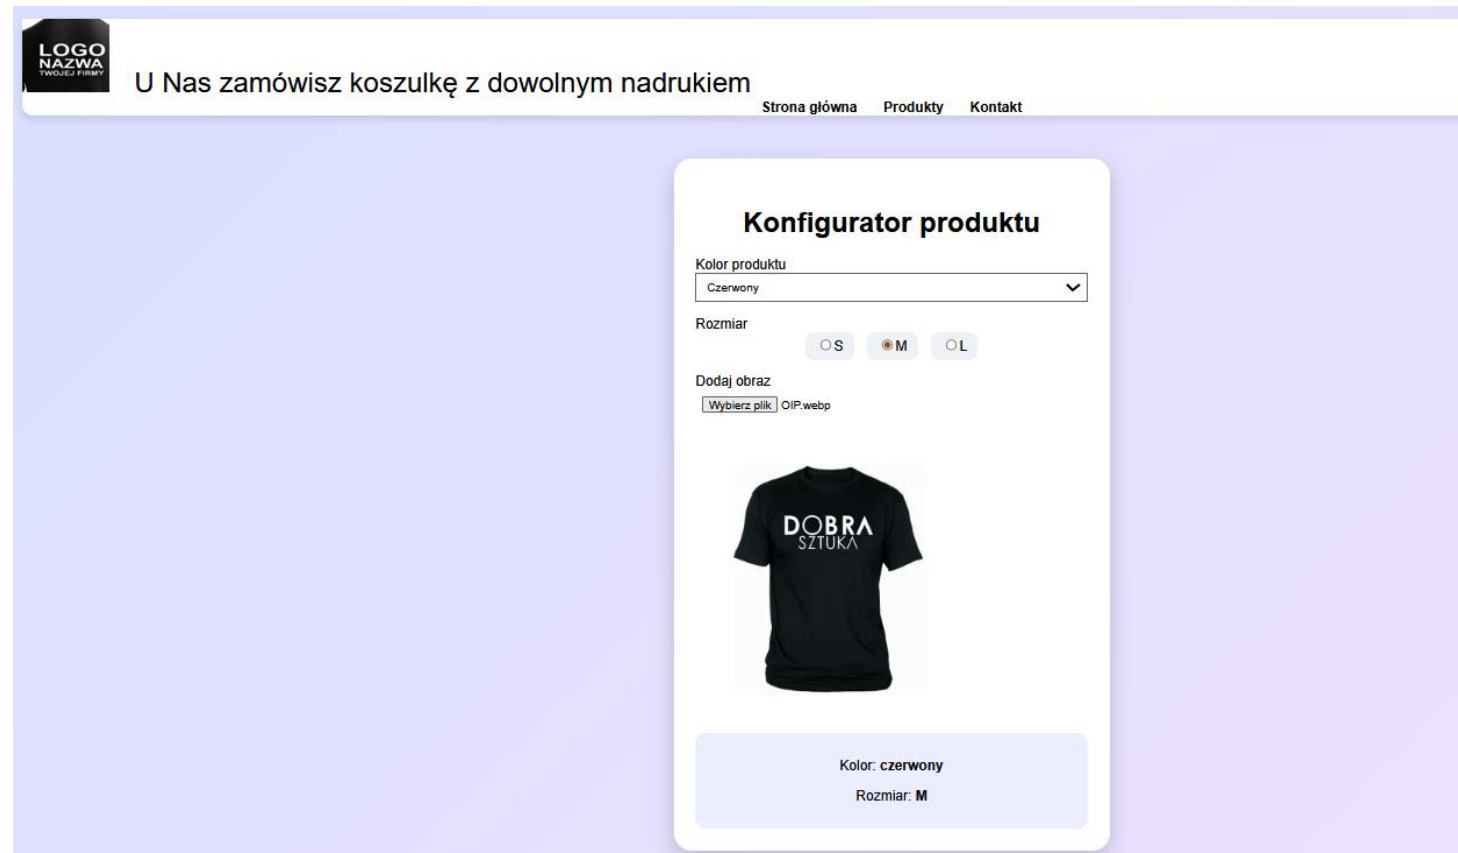 LOGO
NAZWA
TWOJEJ FIRMY
U Nas zamówisz koszulkę z dowolnym nadrukiem
Strona główna Produkty Kontakt
Konfigurator produktu
Kolor produktu
Czerwony
Rozmiar
S M L
Dodaj obraz
Wybierz plik OIP.webp
DOBRA
SZTUKA
Kolor: czerwony
Rozmiar: M